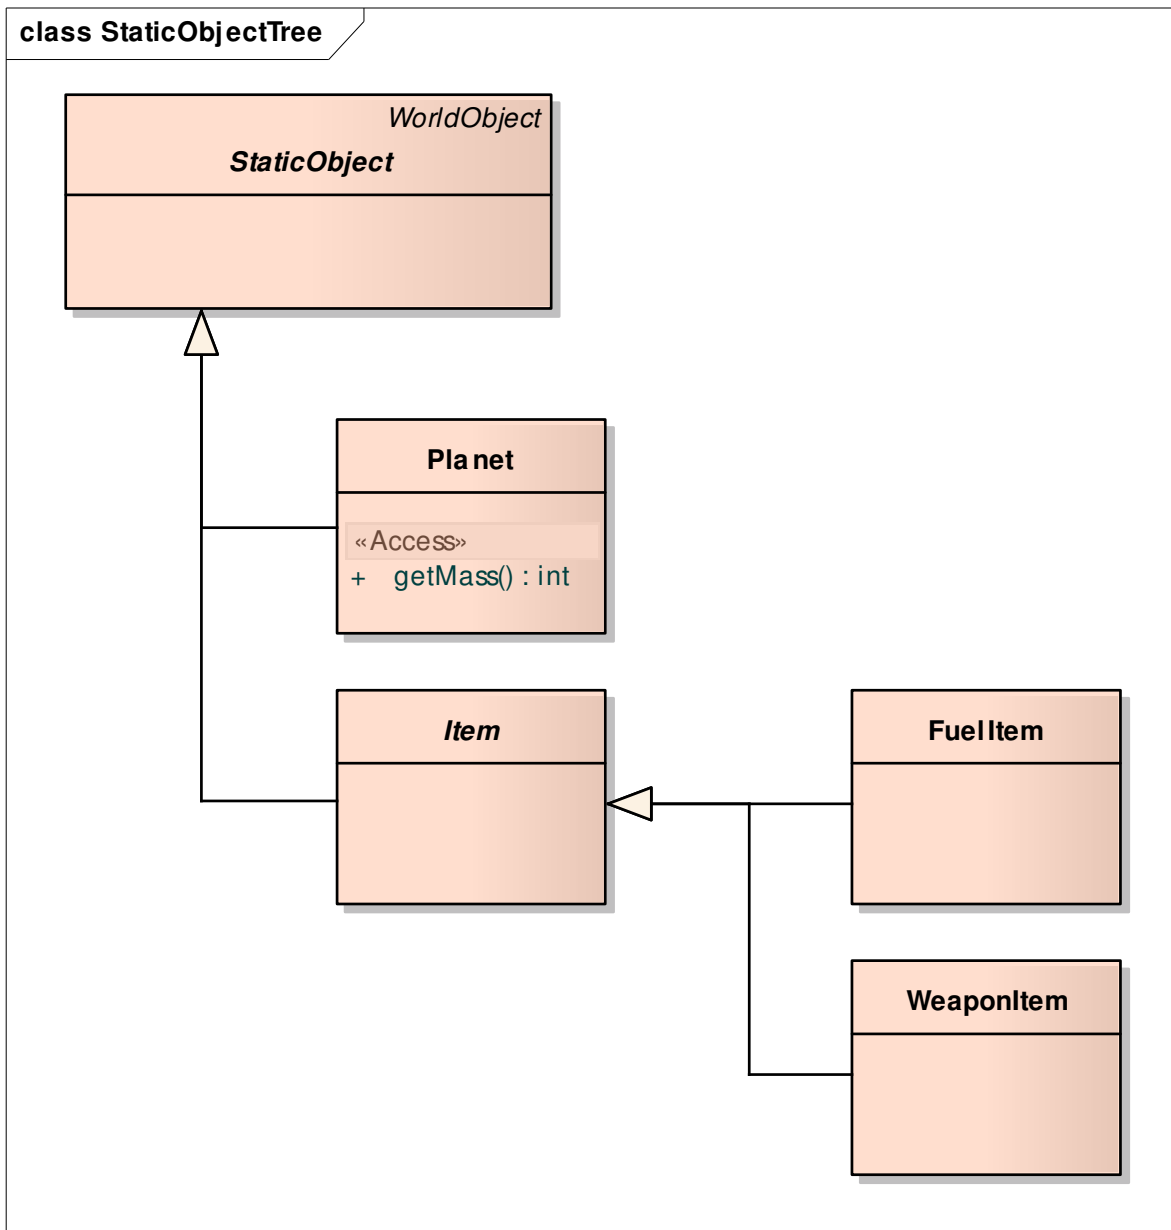 class StaticObjectTree
WorldObject
StaticObject
Planet
«Access»
+ getMass() : int
Item
FuelItem
WeaponItem